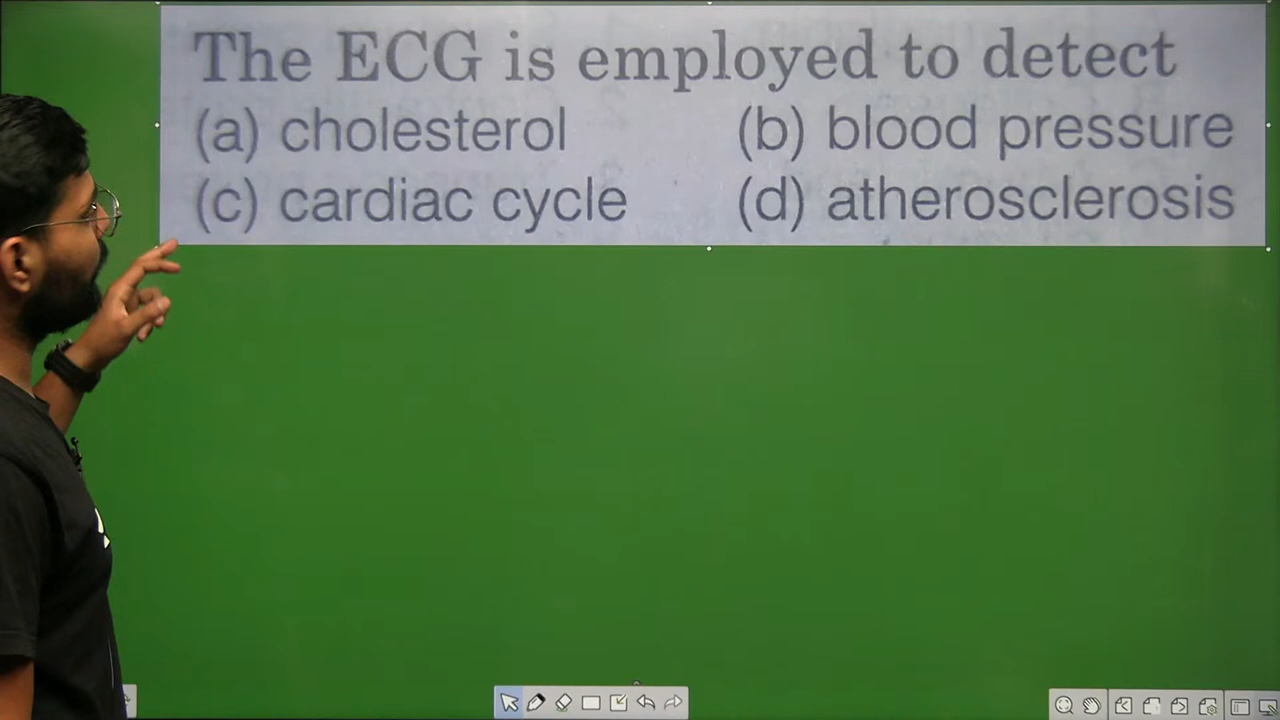 The ECG is employed to detect
(a) cholesterol (b) blood pressure
(c) cardiac cycle (d) atherosclerosis